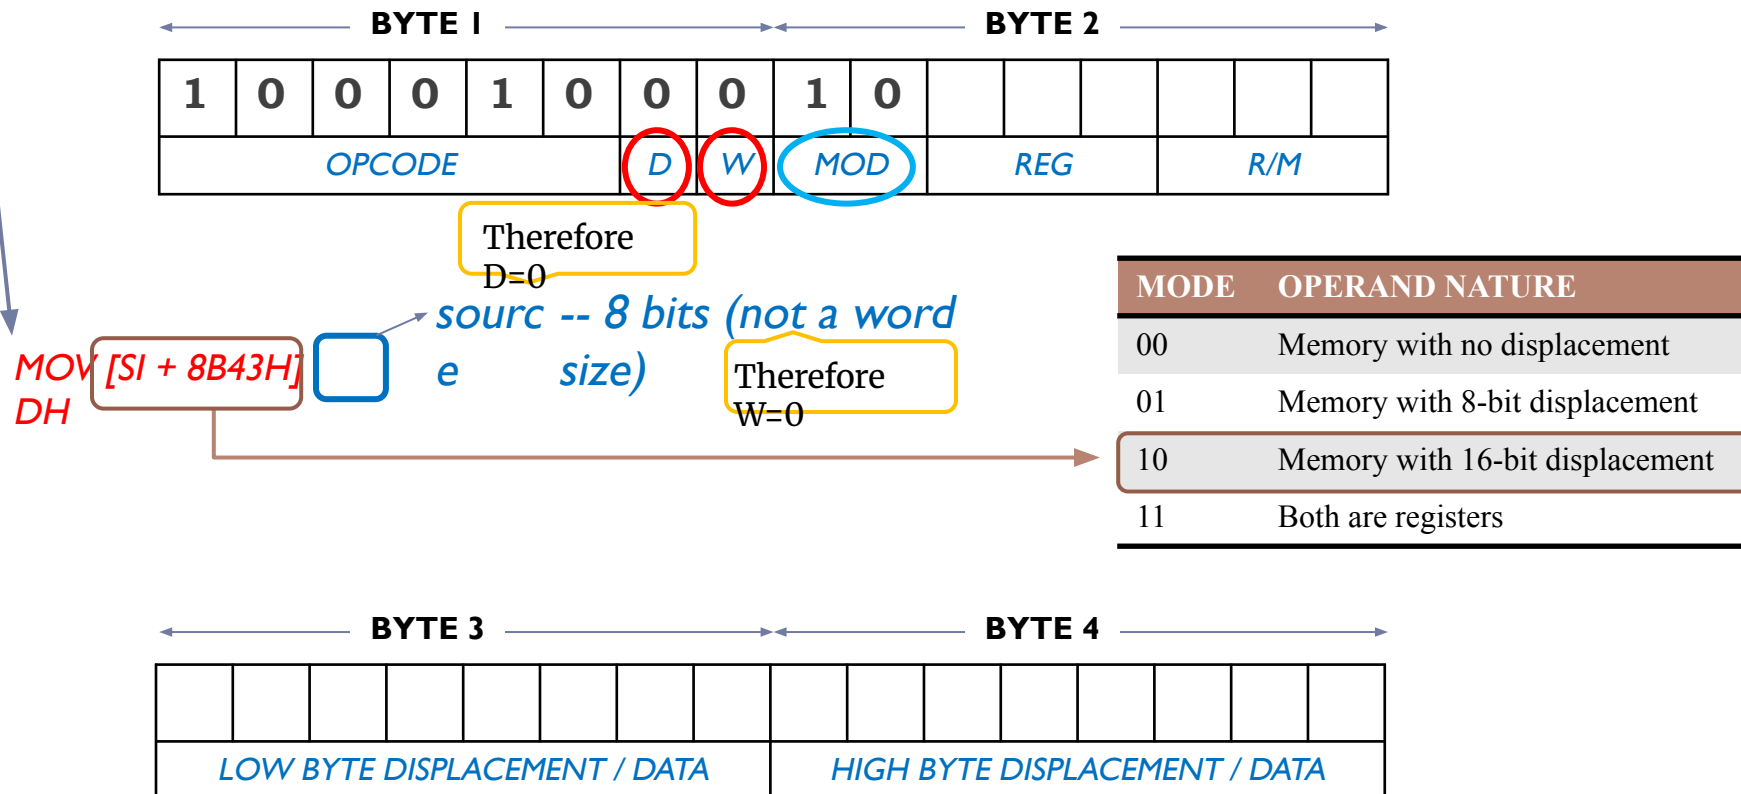 BYTE 1 BYTE 2
1 0 0 0 1 0 0 0 1 0
OPCODE D W MOD REG R/M
Therefore
D=0
sourc -- 8 bits (not a word
e size)
Therefore
W=0
MOV [SI + 8B43H]
DH
MODE OPERAND NATURE
00 Memory with no displacement
01 Memory with 8-bit displacement
10 Memory with 16-bit displacement
11 Both are registers
BYTE 3 BYTE 4
LOW BYTE DISPLACEMENT / DATA HIGH BYTE DISPLACEMENT / DATA